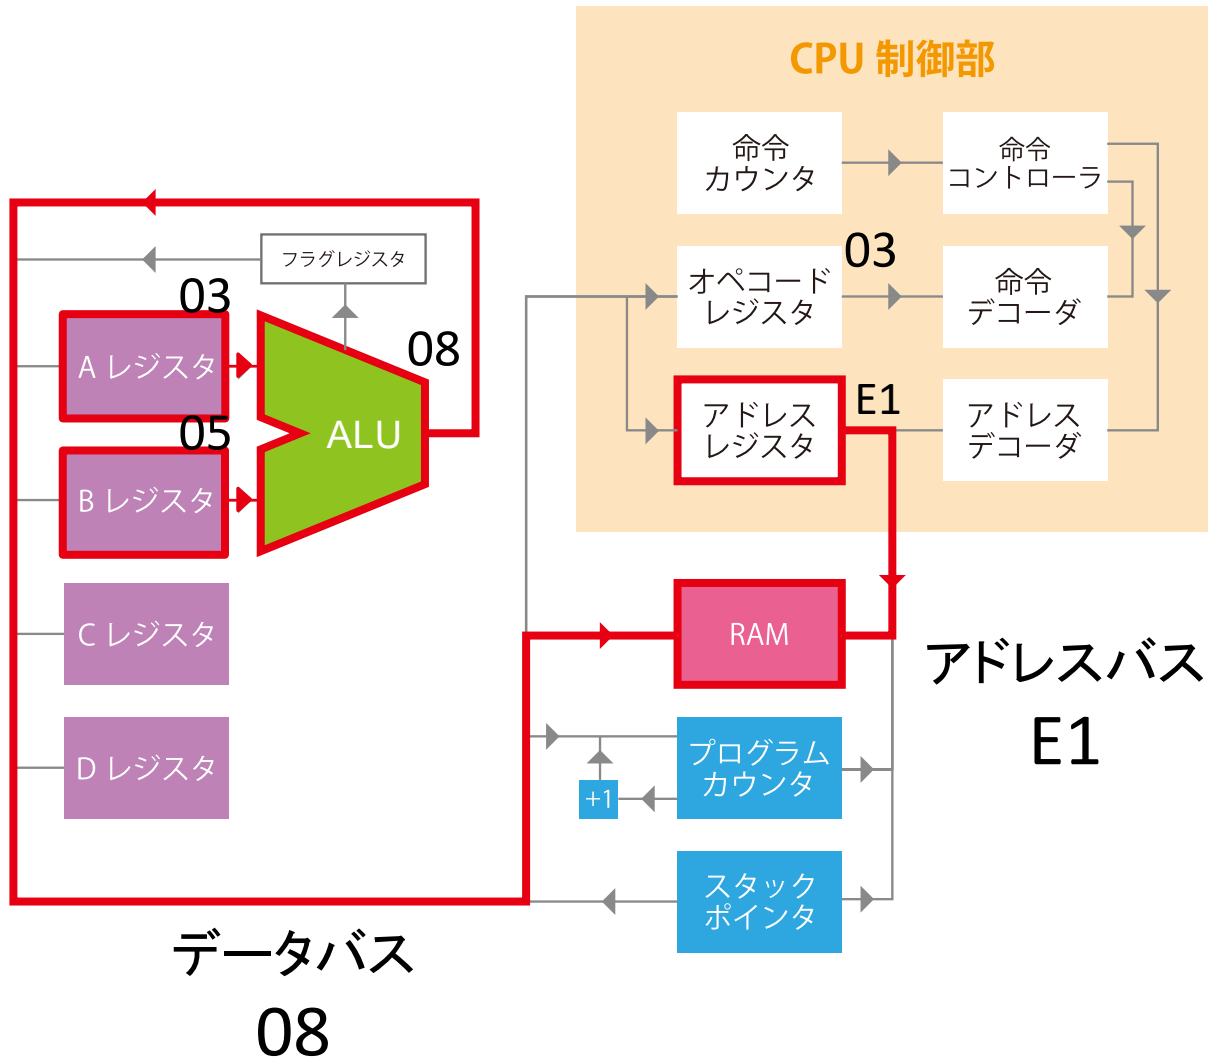 CPU 制御部
命令
カウンタ
命令
コントローラ
フラグレジスタ
オペコード
レジスタ
03
命令
デコーダ
03
A レジスタ
08
ALU
05
B レジスタ
アドレス
レジスタ
E1
アドレス
デコーダ
C レジスタ
RAM
アドレスバス
E1
D レジスタ
プログラム
カウンタ
+1
スタック
ポインタ
データバス
08